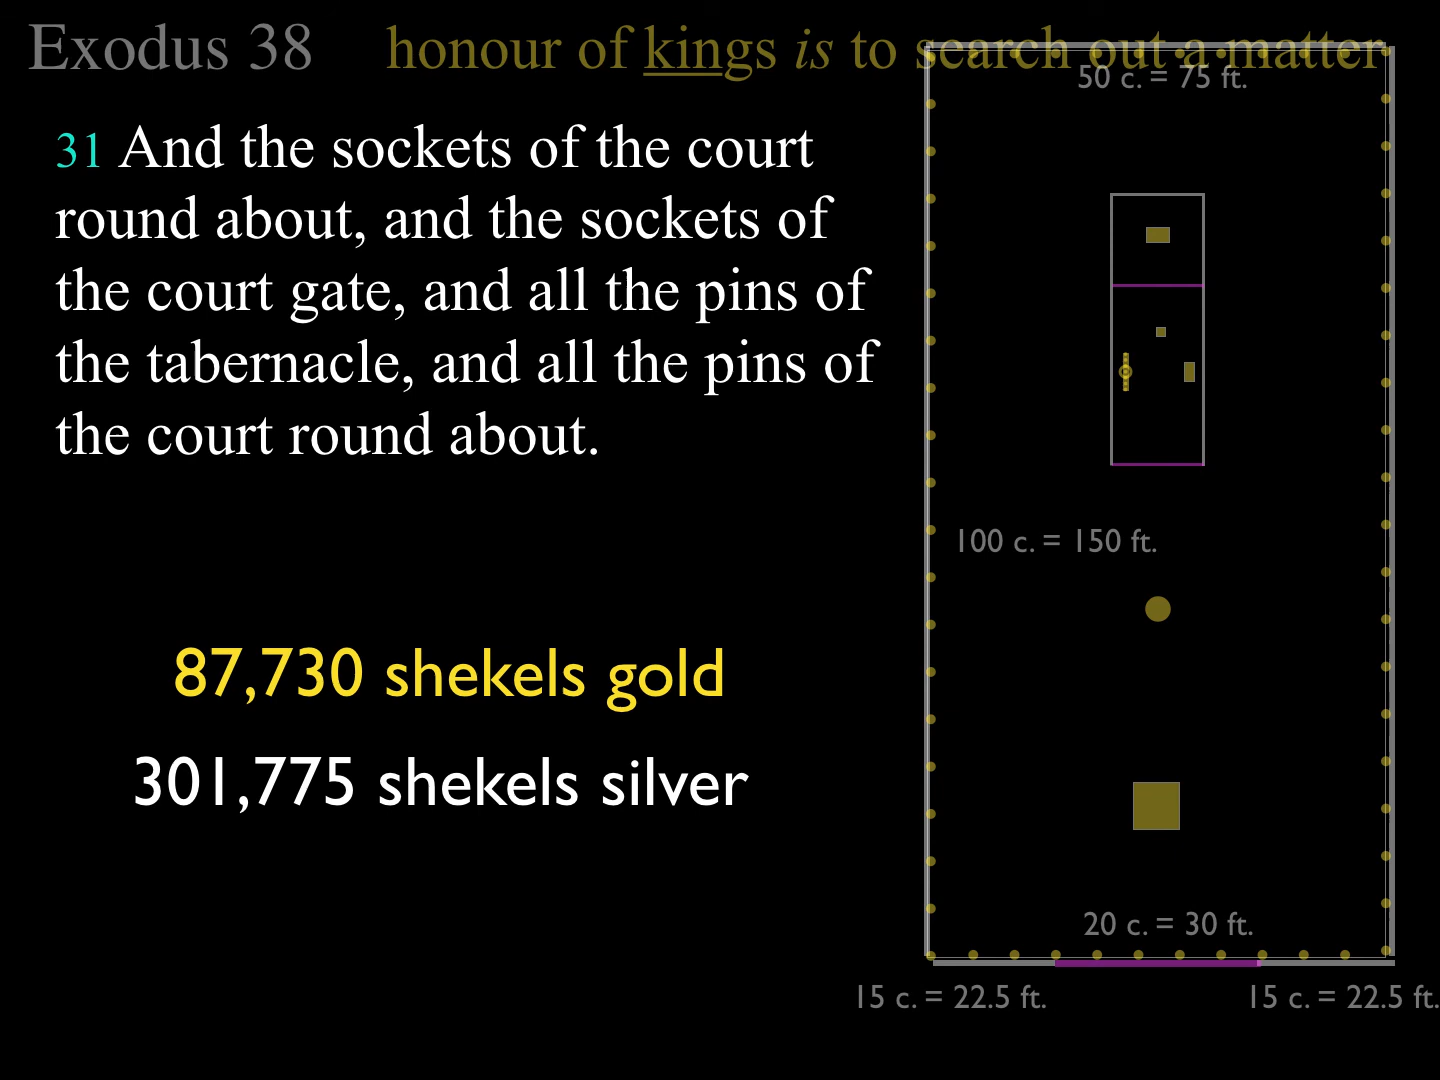 Exodus 38 honour of kings is to search out a matter
50 c. = 75 ft.
31 And the sockets of the court
round about, and the sockets of
the court gate, and all the pins of
the tabernacle, and all the pins of
the court round about.
100 c. = 150 ft.
87,730 shekels gold
301,775 shekels silver
20 c. = 30 ft.
15 c. = 22.5 ft. 15 c. = 22.5 ft.